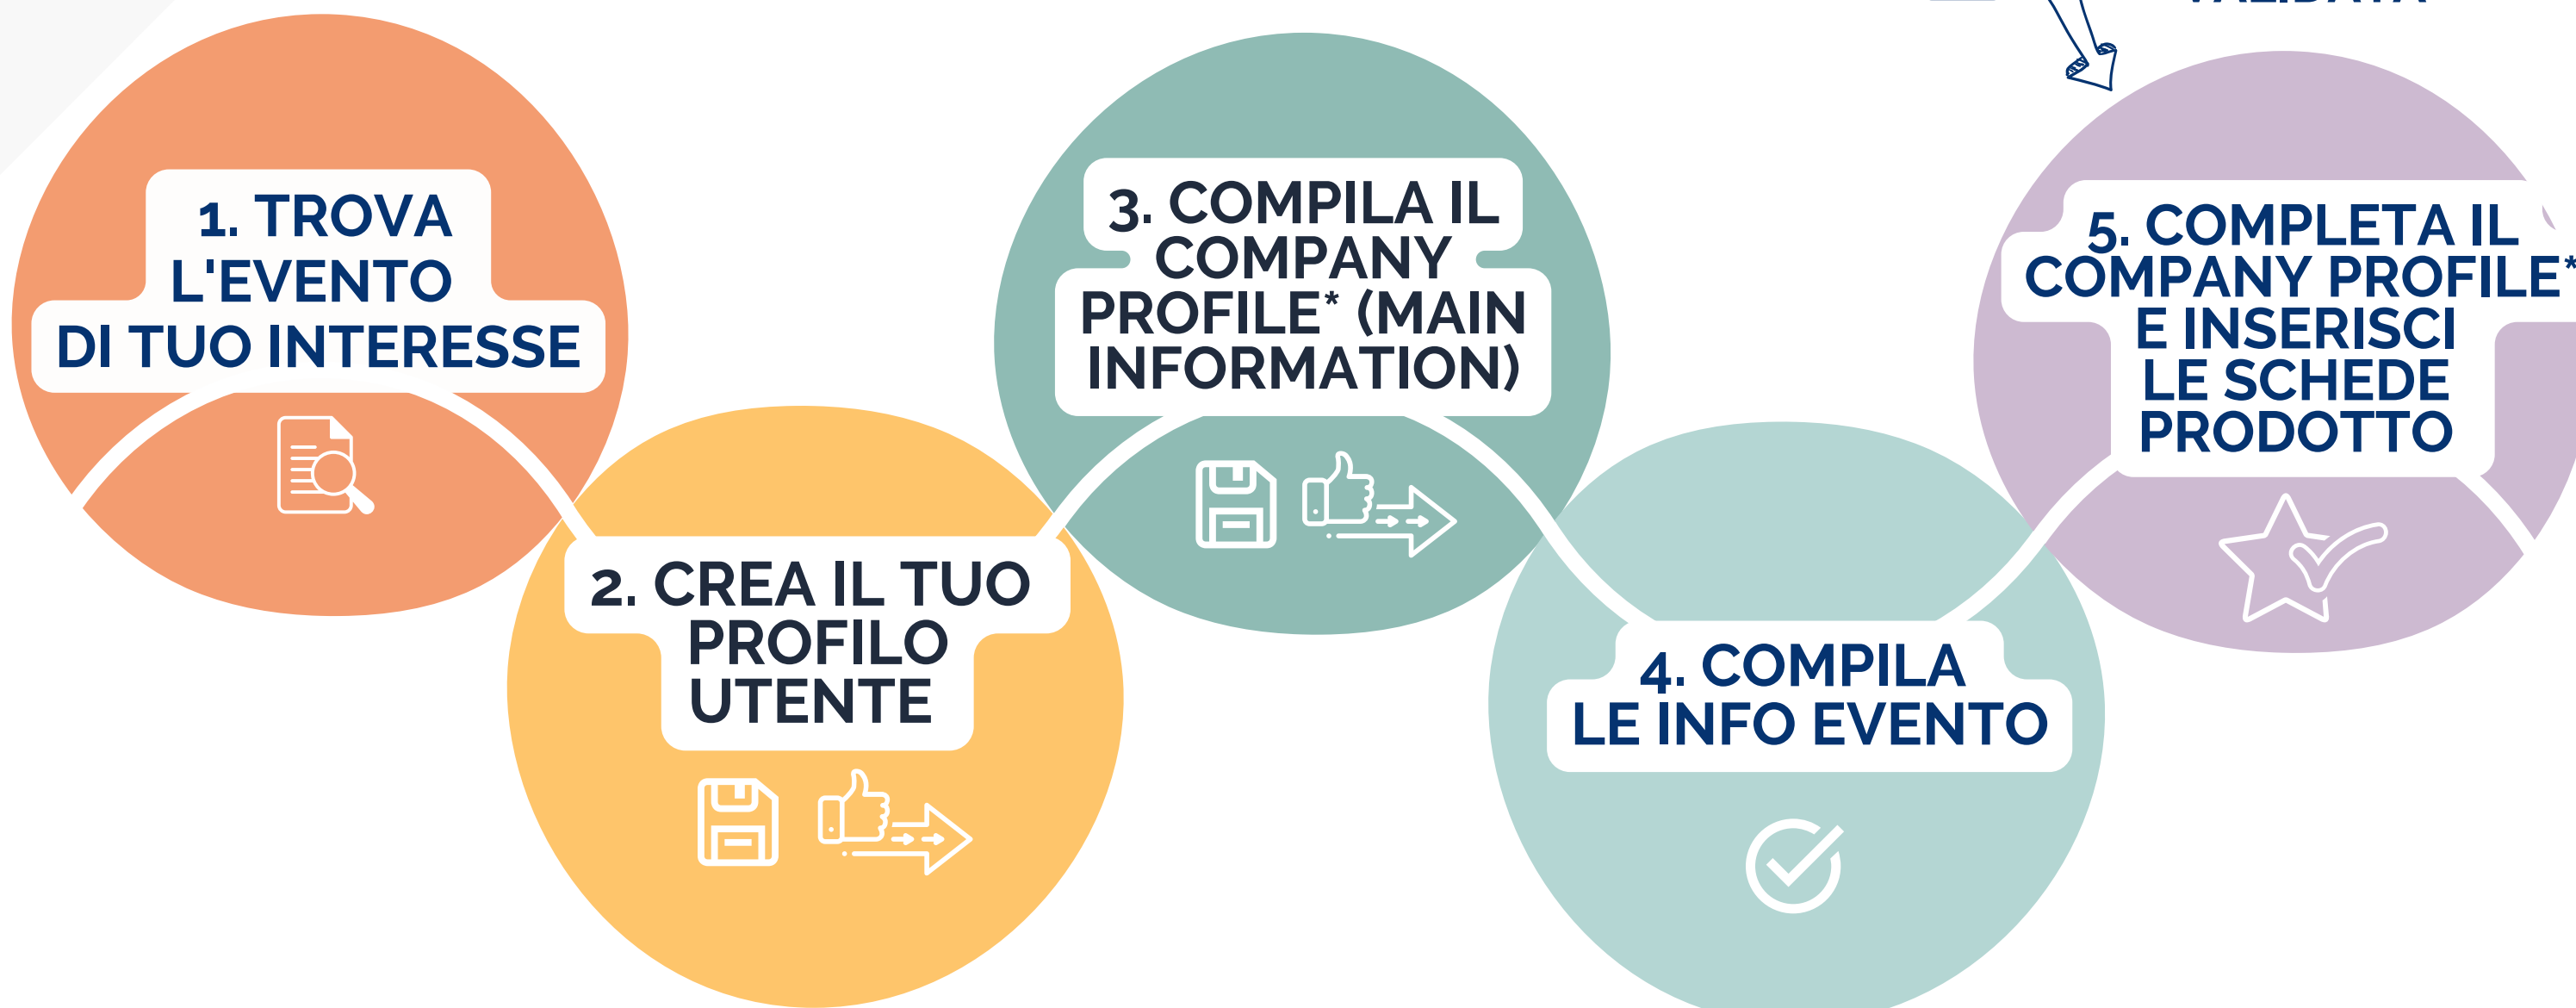 1. TROVA
L'EVENTO
DI TUO INTERESSE
2. CREA IL TUO
PROFILO
UTENTE
3. COMPILA IL
COMPANY
PROFILE* (MAIN
INFORMATION)
4. COMPILA
LE INFO EVENTO
5. COMPLETA IL
COMPANY PROFILE*
E INSERISCI
LE SCHEDE
PRODOTTO